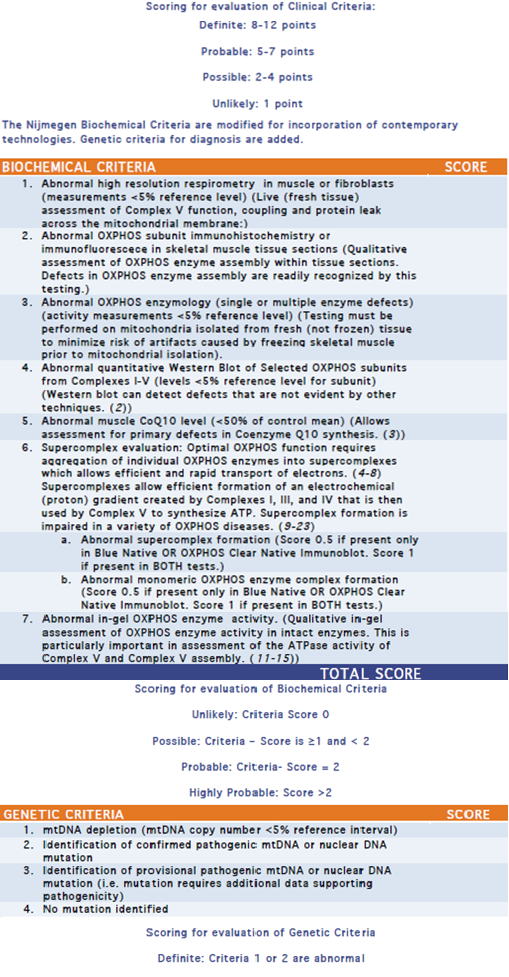 Scoring for evaluation of Clinical Criteria:
Definite: 8-12 points
Probable: 5-7 points
Possible: 2-4 points
Unlikely: 1 point
The Nijmegen Biochemical Criteria are modified for incorporation of contemporary
technologies. Genetic criteria for diagnosis are added.
BIOCHEMICAL CRITERIA SCORE
1. Abnormal high resolution respirometry in muscle or fibroblasts
(measurements <5% reference level) (Live (fresh tissue)
assessment of Complex V function, coupling and protein leak
across the mitochondrial membrane:)
2. Abnormal OXPHOS subunit immunohistochemistry or
immunofluorescece in skeletal muscle tissue sections (Qualitative
assessment of OXPHOS enzyme assembly within tissue sections.
Defects in OXPHOS enzyme assembly are readily recognized by this
testing.)
3. Abnormal OXPHOS enzymology (single or multiple enzyme defects)
(activity measurements <5% reference level) (Testing must be
performed on mitochondria isolated from fresh (not frozen) tissue
to minimize risk of artifacts caused by freezing skeletal muscle
prior to mitochondrial isolation).
4. Abnormal quantitative Western Blot of Selected OXPHOS subunits
from Complexes I-V (levels <5% reference level for subunit)
(Western blot can detect defects that are not evident by other
techniques. (2))
5. Abnormal muscle CoQ10 level (<50% of control mean) (Allows
assessment for primary defects in Coenzyme Q10 synthesis. (3))
6. Supercomplex evaluation: Optimal OXPHOS function requires
aggregation of individual OXPHOS enzymes into supercomplexes
which allows efficient and rapid transport of electrons. (4-8)
Supercomplexes allow efficient formation of an electrochemical
(proton) gradient created by Complexes I, III, and IV that is then
used by Complex V to synthesize ATP. Supercomplex formation is
impaired in a variety of OXPHOS diseases. (9-23)
a. Abnormal supercomplex formation (Score 0.5 if present only
in Blue Native OR OXPHOS Clear Native Immunoblot. Score 1
if present in BOTH tests.)
b. Abnormal monomeric OXPHOS enzyme complex formation
(Score 0.5 if present only in Blue Native OR OXPHOS Clear
Native Immunoblot. Score 1 if present in BOTH tests.)
7. Abnormal in-gel OXPHOS enzyme activity. (Qualitative in-gel
assessment of OXPHOS enzyme activity in intact enzymes. This is
particularly important in assessment of the ATPase activity of
Complex V and Complex V assembly. (11-15))
TOTAL SCORE
Scoring for evaluation of Biochemical Criteria
Unlikely: Criteria Score 0
Possible: Criteria – Score is ≥1 and < 2
Probable: Criteria- Score = 2
Highly Probable: Score >2
GENETIC CRITERIA SCORE
1. mtDNA depletion (mtDNA copy number <5% reference interval)
2. Identification of confirmed pathogenic mtDNA or nuclear DNA
mutation
3. Identification of provisional pathogenic mtDNA or nuclear DNA
mutation (i.e. mutation requires additional data supporting
pathogenicity)
4. No mutation identified
Scoring for evaluation of Genetic Criteria
Definite: Criteria 1 or 2 are abnormal